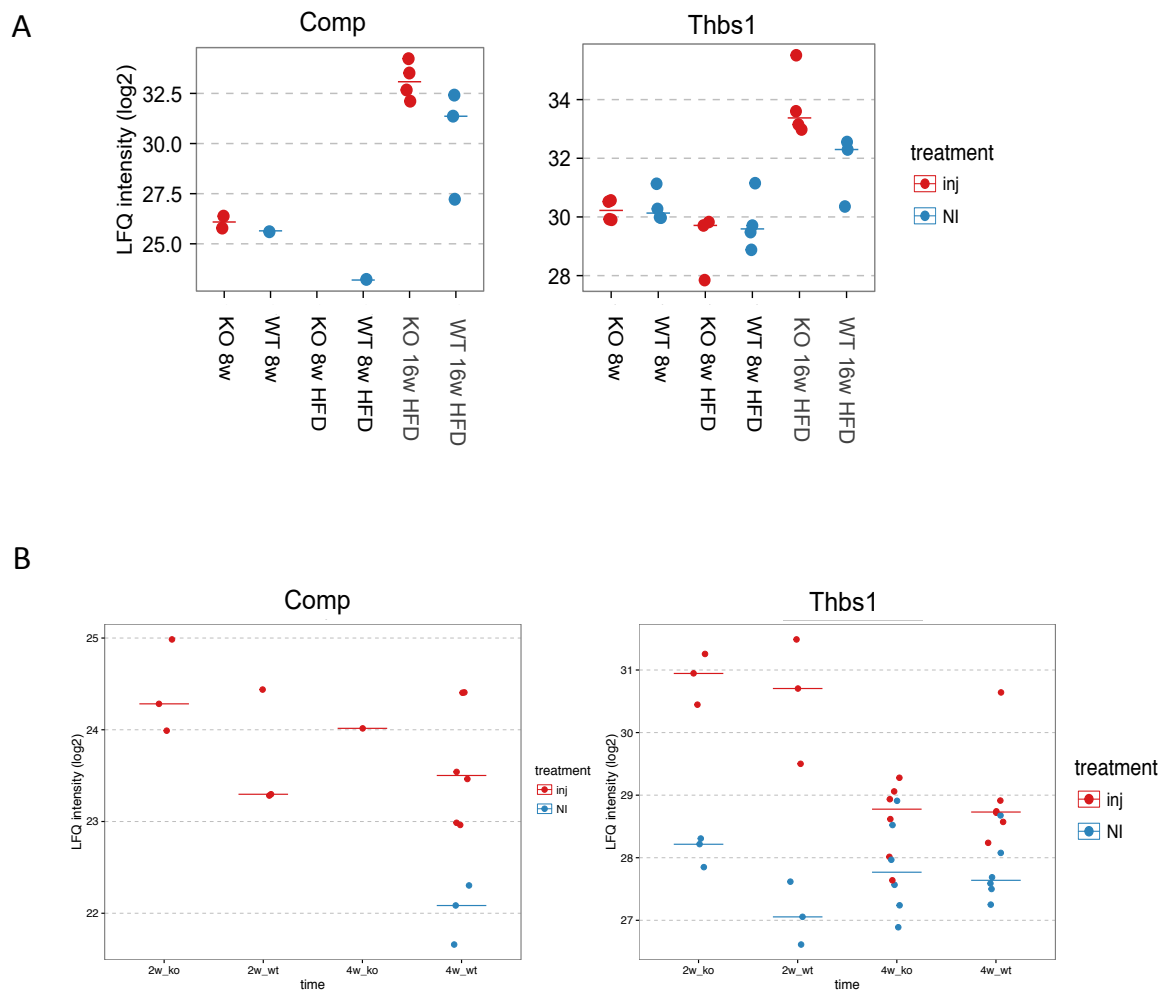 A
Comp
Thbs1
LFQ intensity (log2)
32.5
30.0
27.5
25.0
34
32
30
28
treatment
inj
NI
KO 8w
WT 8w
KO 8w HFD
WT 8w HFD
KO 16w HFD
WT 16w HFD
KO 8w
WT 8w
KO 8w HFD
WT 8w HFD
KO 16w HFD
WT 16w HFD
B
Comp
Thbs1
LFQ intensity (log2)
25
24
23
22
2w_ko
2w_wt
4w_ko
4w_wt
time
treatment
inj
NI
LFQ intensity (log2)
31
30
29
28
27
2w_ko
2w_wt
4w_ko
4w_wt
time
treatment
inj
NI